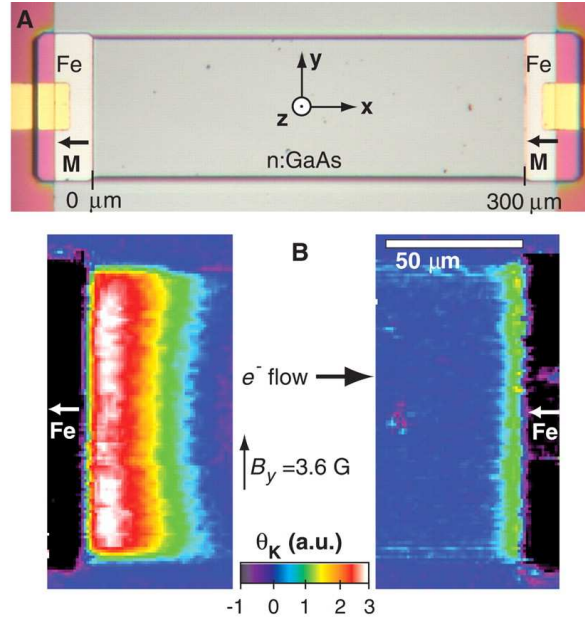 A
Fe
Fe
y
z
x
M
n:GaAs
M
0 μm
300 μm
B
50 μm
e⁻ flow
Fe
Fe
B_y =3.6 G
θ_K (a.u.)
-1 0 1 2 3